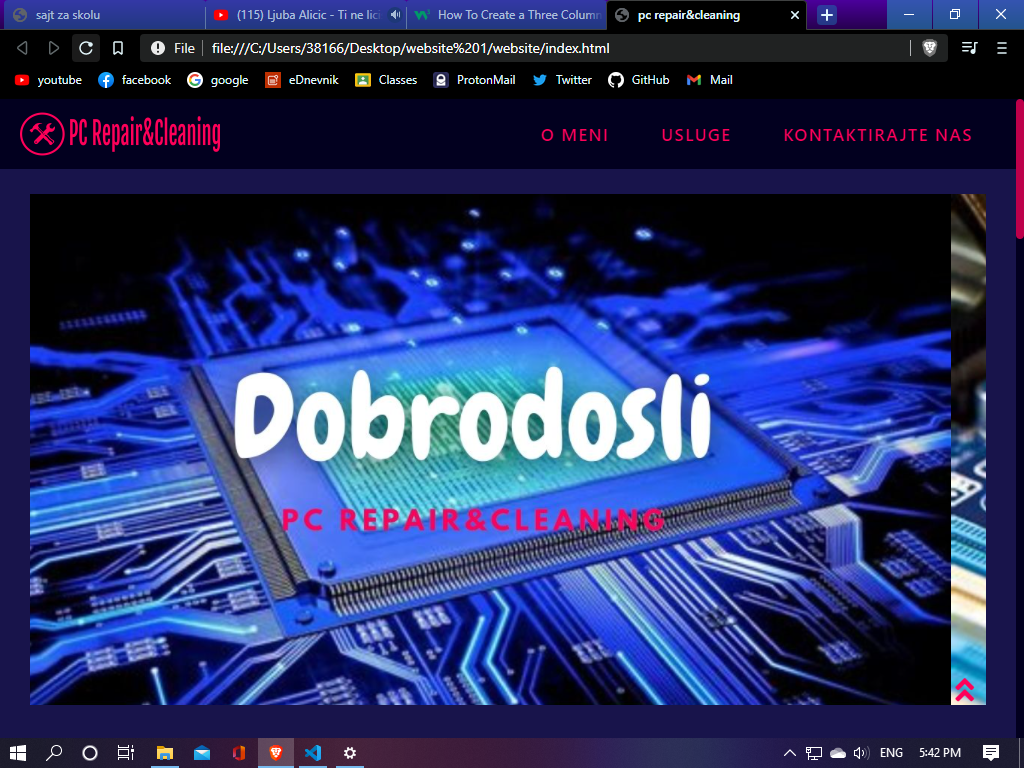 sajt za skolu
(115) Ljuba Alicic - Ti ne lici
How To Create a Three Column
pc repair&cleaning
File
file:///C:/Users/38166/Desktop/website%201/website/index.html
youtube facebook google eDnevnik Classes ProtonMail Twitter GitHub Mail
PC Repair&Cleaning
O MENI USLUGE KONTAKTIRAJTE NAS
Dobrodosli
PC REPAIR&CLEANING
ENG 5:42 PM